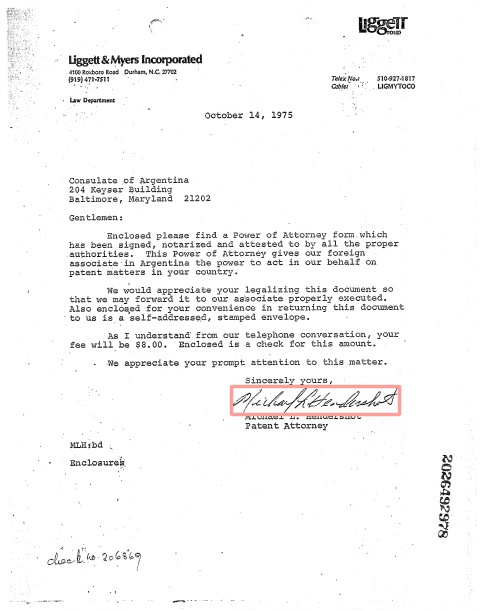 Liggett
Group
Liggett & Myers Incorporated
4100 Roxboro Road Durham, N.C. 27702
(919) 471-7511
Telex No.: 510-927-1817
Cable: LIGMYTOCO
Law Department
October 14, 1975
Consulate of Argentina
204 Keyser Building
Baltimore, Maryland 21202
Gentlemen:
Enclosed please find a Power of Attorney form which
has been signed, notarized and attested to by all the proper
authorities. This Power of Attorney gives our foreign
associate in Argentina the power to act in our behalf on
patent matters in your country.
We would appreciate your legalizing this document so
that we may forward it to our associate properly executed.
Also enclosed for your convenience in returning this document
to us is a self-addressed, stamped envelope.
As I understand from our telephone conversation, your
fee will be $8.00. Enclosed is a check for this amount.
We appreciate your prompt attention to this matter.
Sincerely yours,
Michael L Hendershot
Michael L. Hendershot
Patent Attorney
MLH:bd
Enclosures
check no. 206869
2026492978